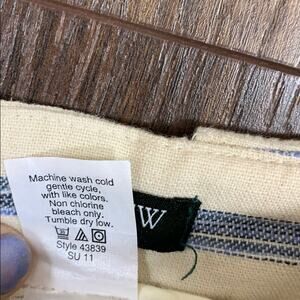 Machine wash cold
gentle cycle,
with like colors.
Non chlorine
bleach only.
Tumble dry low.
Style 43839
SU 11
W